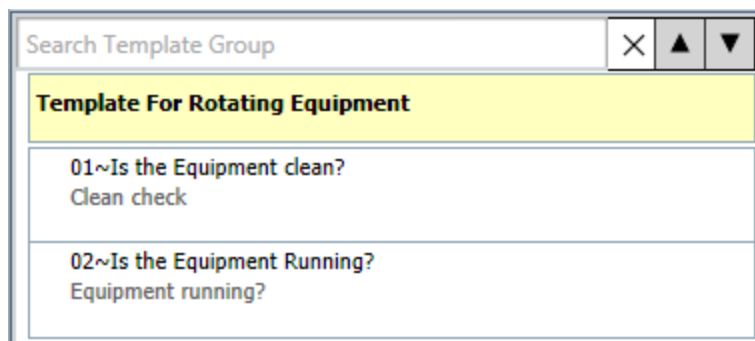 Search Template Group
Template For Rotating Equipment
01~Is the Equipment clean?
Clean check
02~Is the Equipment Running?
Equipment running?